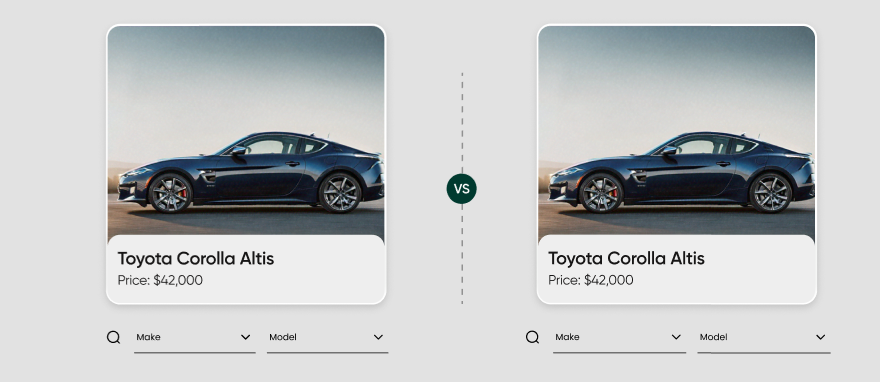 Toyota Corolla Altis
Price: $42,000
Make
Model
VS
Toyota Corolla Altis
Price: $42,000
Make
Model